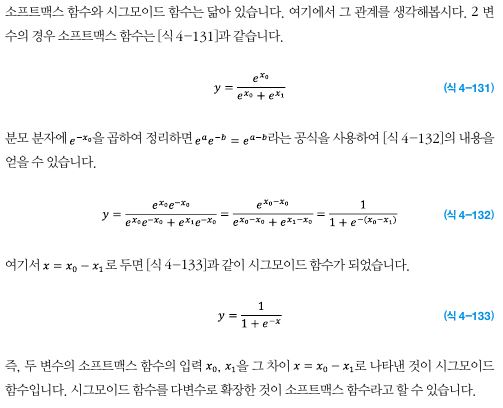 소프트맥스 함수와 시그모이드 함수는 닮아 있습니다. 여기에서 그 관계를 생각해봅시다. 2 변
수의 경우 소프트맥스 함수는 [식 4-131]과 같습니다.
y = e^{x_0} / (e^{x_0} + e^{x_1}) (식 4-131)
분모 분자에 e^{-x_0}을 곱하여 정리하면 e^a e^{-b} = e^{a-b}라는 공식을 사용하여 [식 4-132]의 내용을
얻을 수 있습니다.
y = e^{x_0}e^{-x_0} / (e^{x_0}e^{-x_0} + e^{x_1}e^{-x_0}) = e^{x_0-x_0} / (e^{x_0-x_0} + e^{x_1-x_0}) = 1 / (1 + e^{-(x_0-x_1)}) (식 4-132)
여기서 x = x_0 - x_1로 두면 [식 4-133]과 같이 시그모이드 함수가 되었습니다.
y = 1 / (1 + e^{-x}) (식 4-133)
즉, 두 변수의 소프트맥스 함수의 입력 x_0, x_1을 그 차이 x = x_0 - x_1로 나타낸 것이 시그모이드
함수입니다. 시그모이드 함수를 다변수로 확장한 것이 소프트맥스 함수라고 할 수 있습니다.